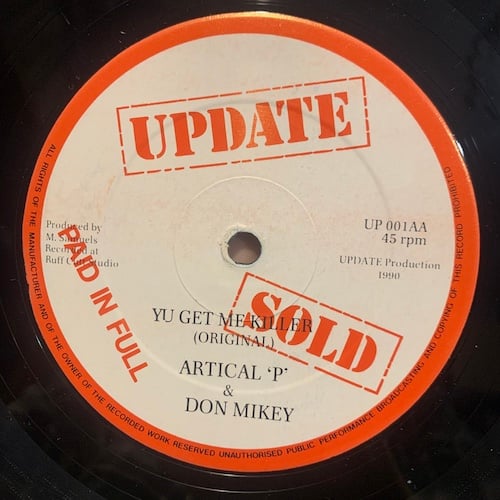 UPDATE
UP 001AA
45 rpm
UPDATE Production
1990
Produced by
M. Samuels
Recorded at
Ruff Cutt Studio
PAID IN FULL
SOLD
YU GET ME KILLER
(ORIGINAL)
ARTICAL ‘P’
&
DON MIKEY
ALL RIGHTS OF THE MANUFACTURER AND OF THE OWNER OF THE RECORDED WORK RESERVED UNAUTHORISED PUBLIC PERFORMANCE BROADCASTING AND COPYING OF THIS RECORD PROHIBITED